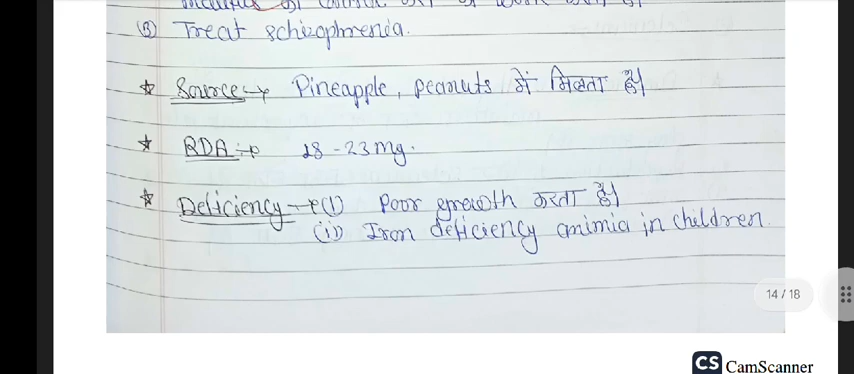 (3) Treat schizophrenia.
☆ Source → Pineapple, peanuts में मिलता है।
☆ RDA :→ 18-23 mg.
☆ Deficiency → (i) Poor growth करता है।
(ii) Iron deficiency animia in children.
14 / 18
CS CamScanner